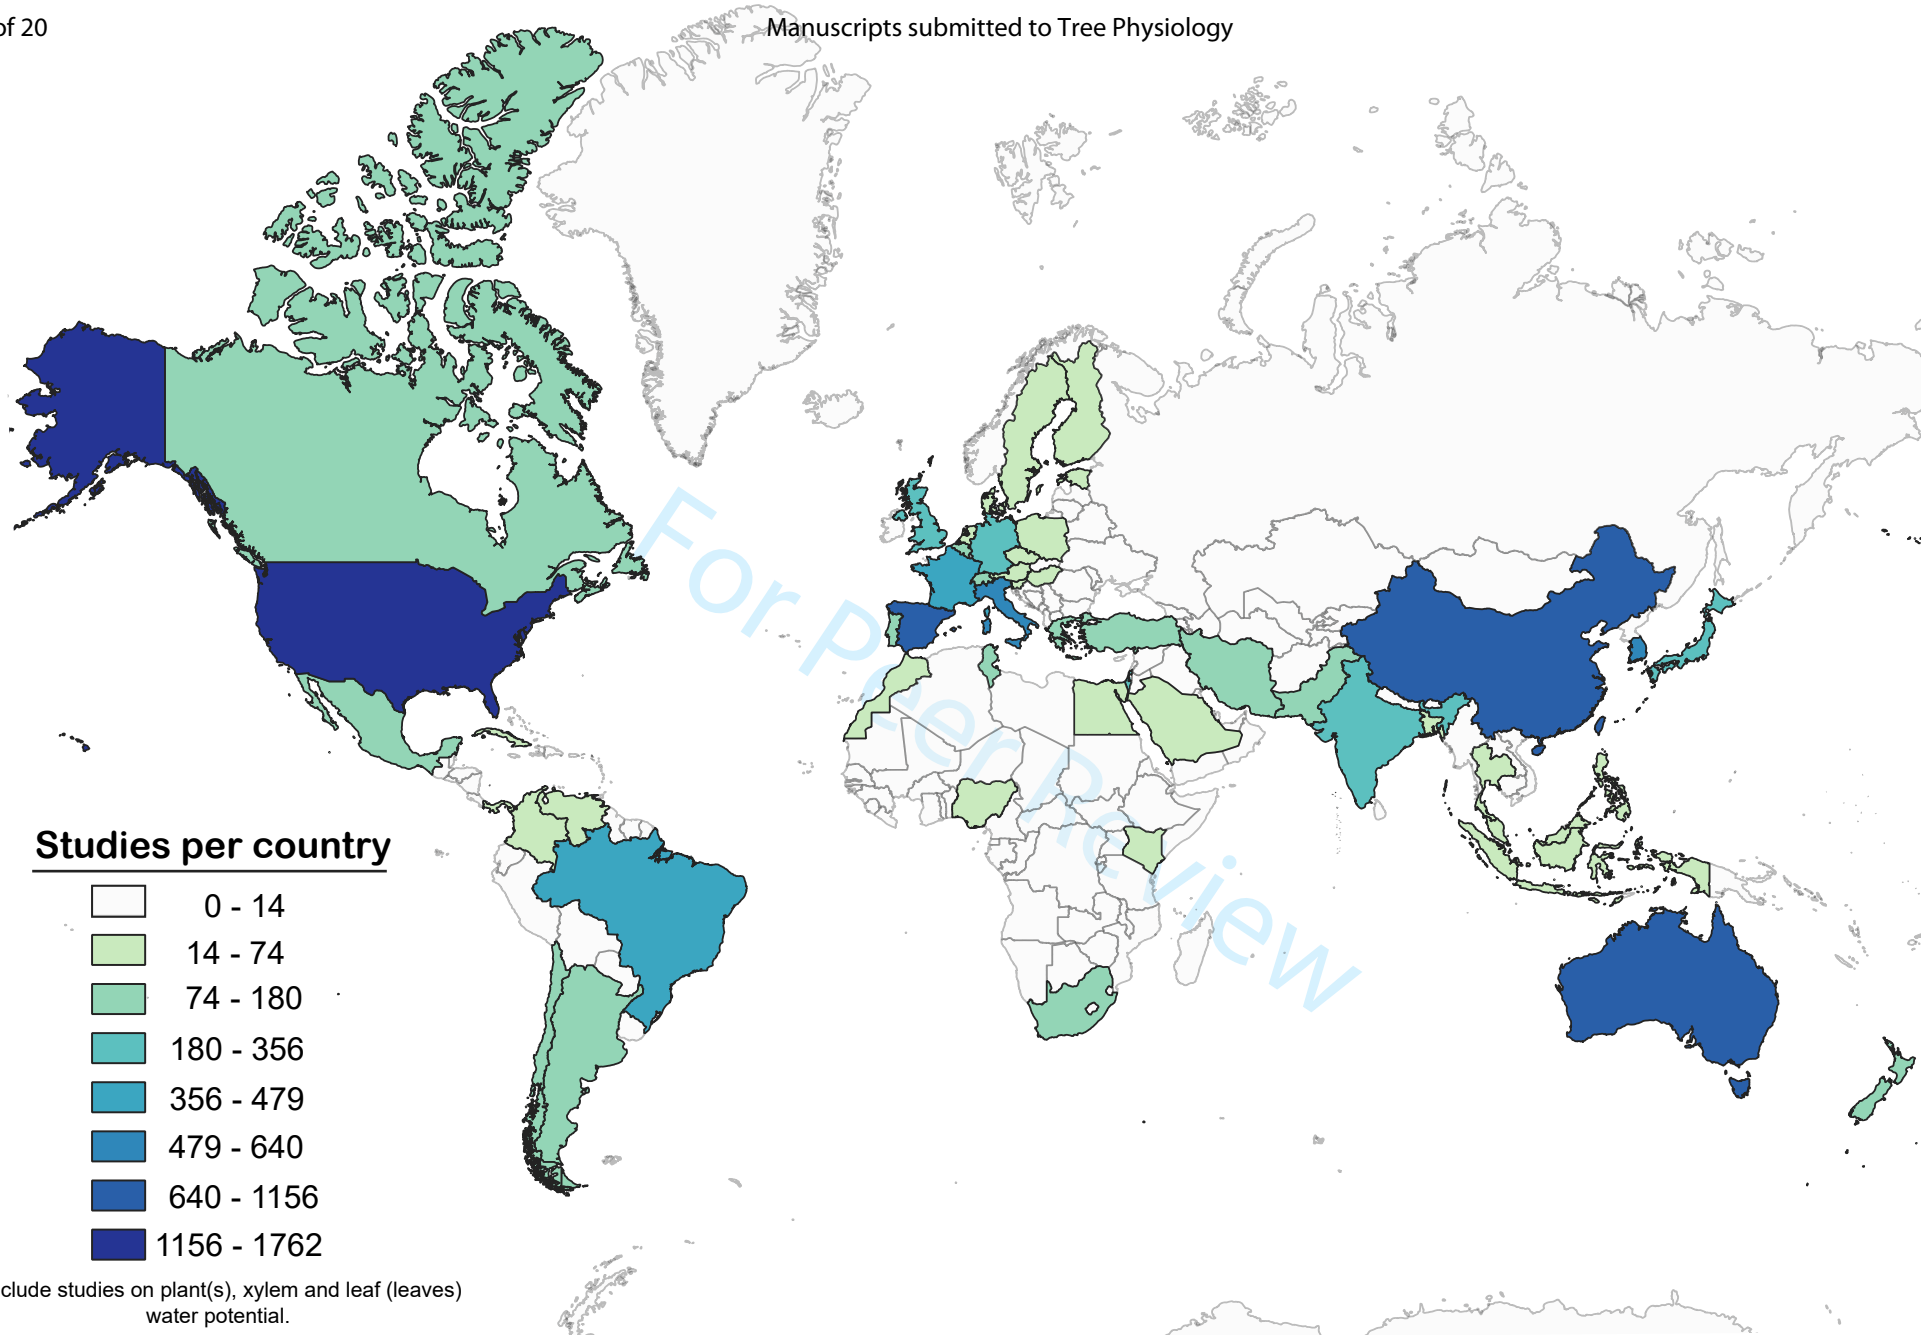 of 20
Manuscripts submitted to Tree Physiology
For Peer Review
Studies per country
0 - 14
14 - 74
74 - 180
180 - 356
356 - 479
479 - 640
640 - 1156
1156 - 1762
clude studies on plant(s), xylem and leaf (leaves)
water potential.